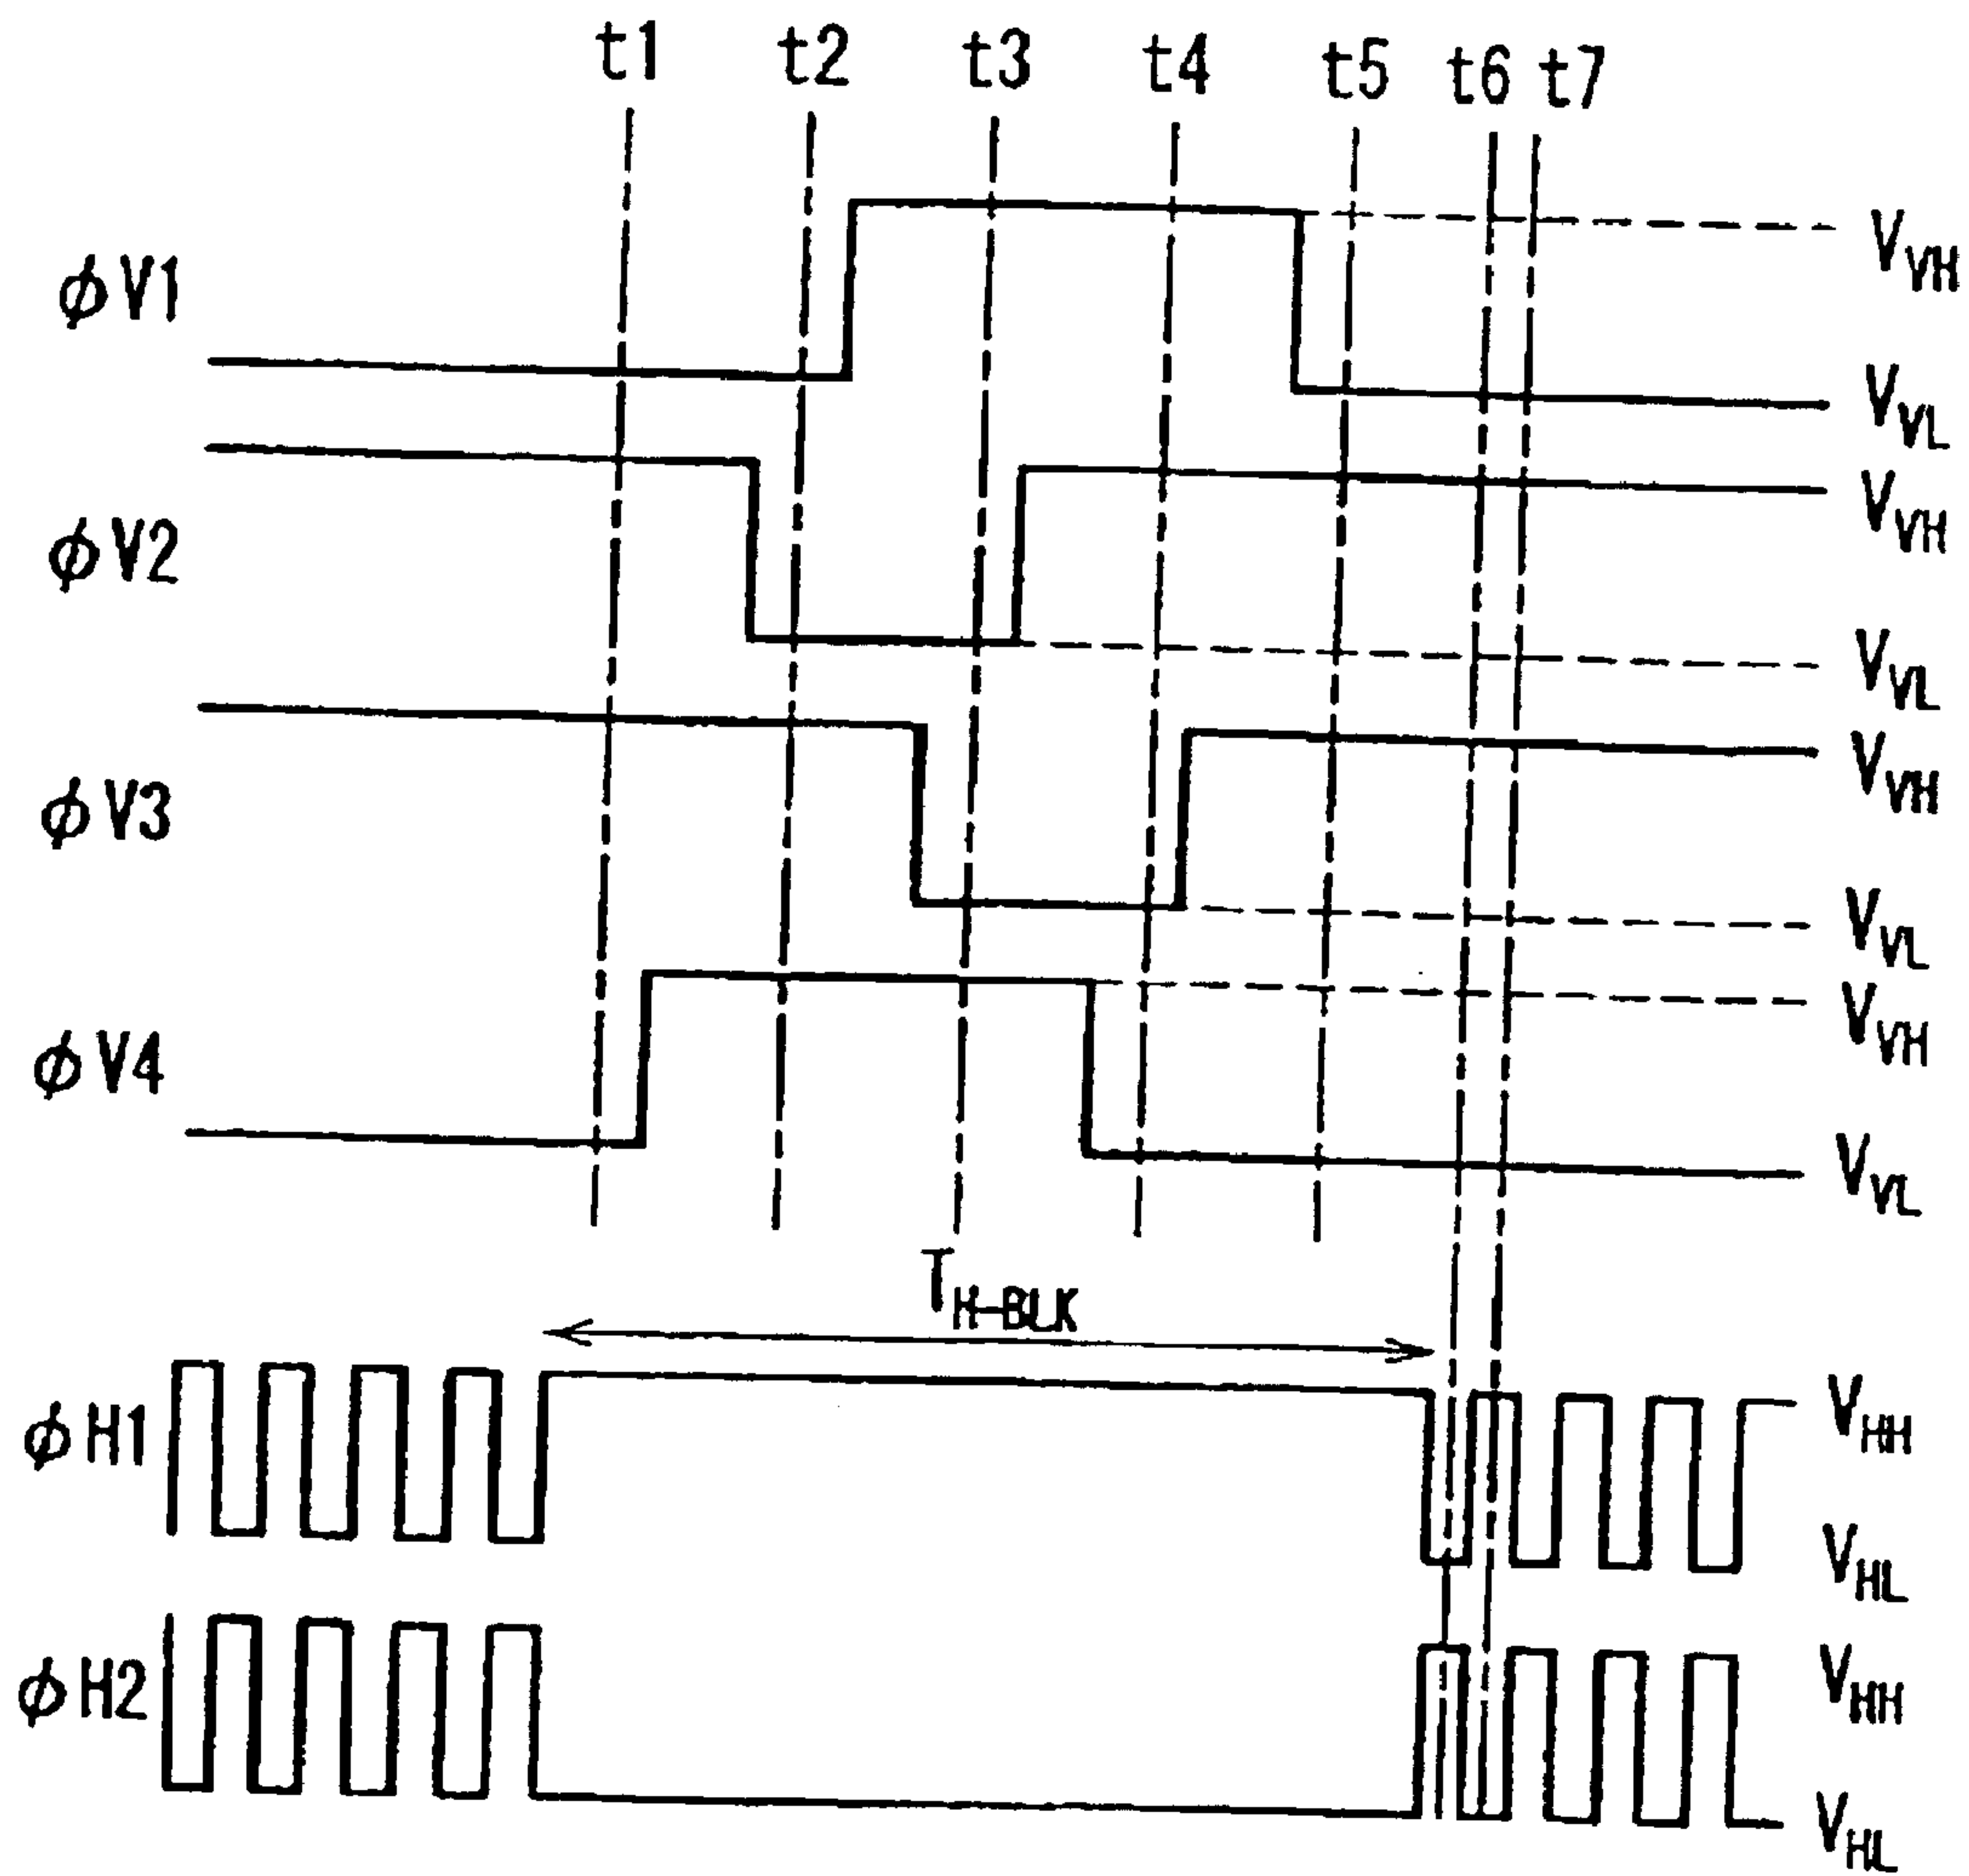 t1 t2 t3 t4 t5 t6 t7
φV1
V_VH
V_VL
φV2
V_VH
V_VL
φV3
V_VH
V_VL
φV4
V_VH
V_VL
T_H-BLK
φH1
V_HH
V_HL
φH2
V_HH
V_HL